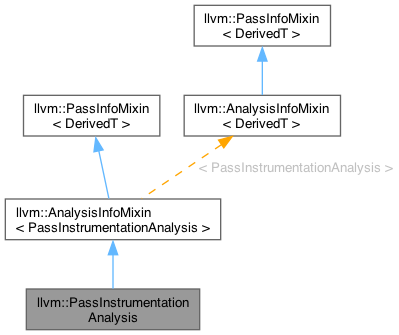 llvm::PassInfoMixin
< DerivedT >
llvm::PassInfoMixin
< DerivedT >
llvm::AnalysisInfoMixin
< DerivedT >
< PassInstrumentationAnalysis >
llvm::AnalysisInfoMixin
< PassInstrumentationAnalysis >
llvm::PassInstrumentation
Analysis